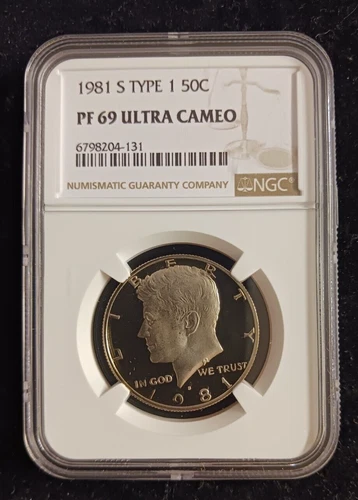 1981 S TYPE 1 50C
PF 69 ULTRA CAMEO
6798204-131
NUMISMATIC GUARANTY COMPANY
NGC®
LIBERTY
IN GOD WE TRUST
1981